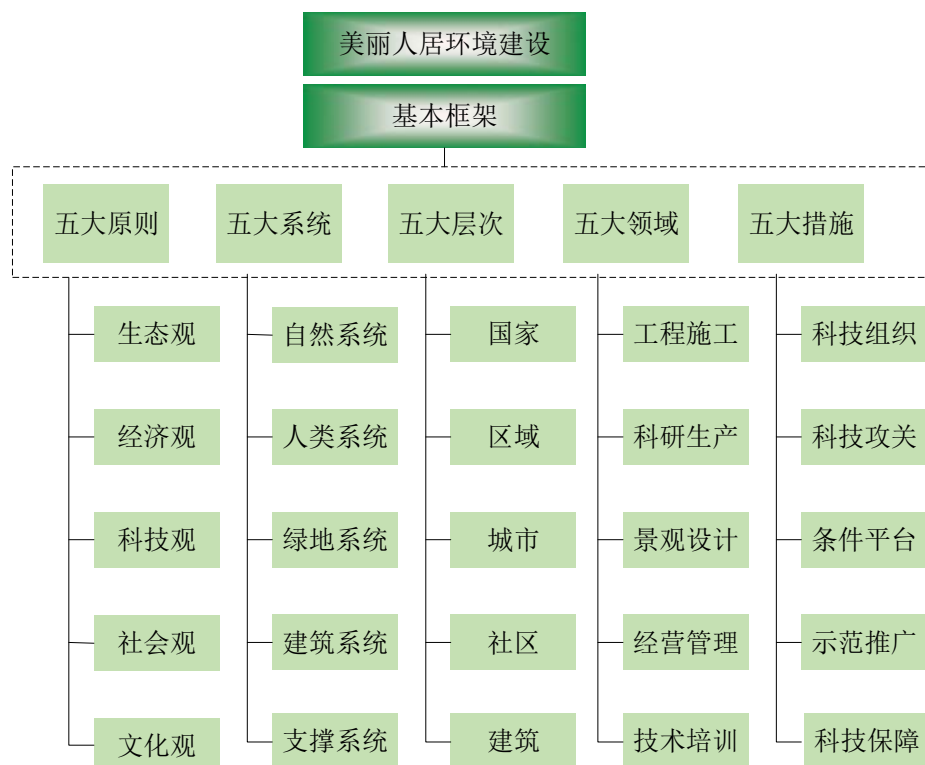 美丽人居环境建设
基本框架
五大原则
五大系统
五大层次
五大领域
五大措施
生态观
自然系统
国家
工程施工
科技组织
经济观
人类系统
区域
科研生产
科技攻关
科技观
绿地系统
城市
景观设计
条件平台
社会观
建筑系统
社区
经营管理
示范推广
文化观
支撑系统
建筑
技术培训
科技保障